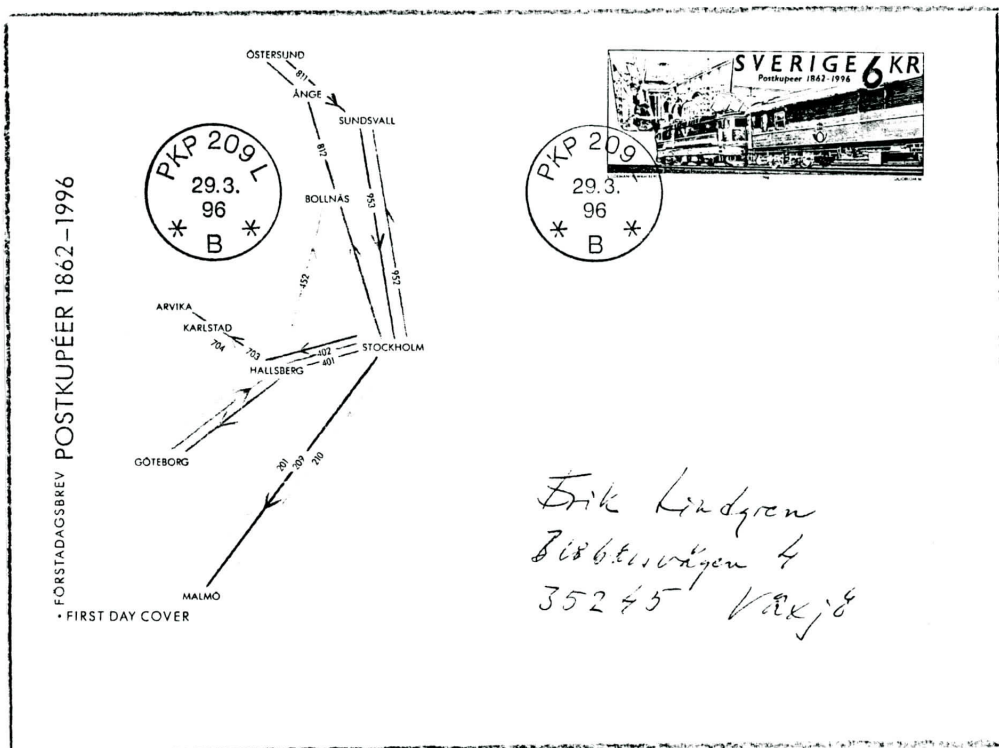 ÖSTERSUND
811
ÅNGE
SUNDSVALL
812
953
BOLLNÄS
952
452
ARVIKA
KARLSTAD
704 703
402
401
STOCKHOLM
HALLSBERG
GÖTEBORG
201 209 210
MALMÖ
PKP 209 L
29.3.
96
* B *
SVERIGE 6 KR
Postkupeer 1862-1996
PKP 209
29.3.
96
* B *
FÖRSTADAGSBREV POSTKUPÉER 1862–1996
• FIRST DAY COVER
Erik Lindgren
4
35245 Växjö